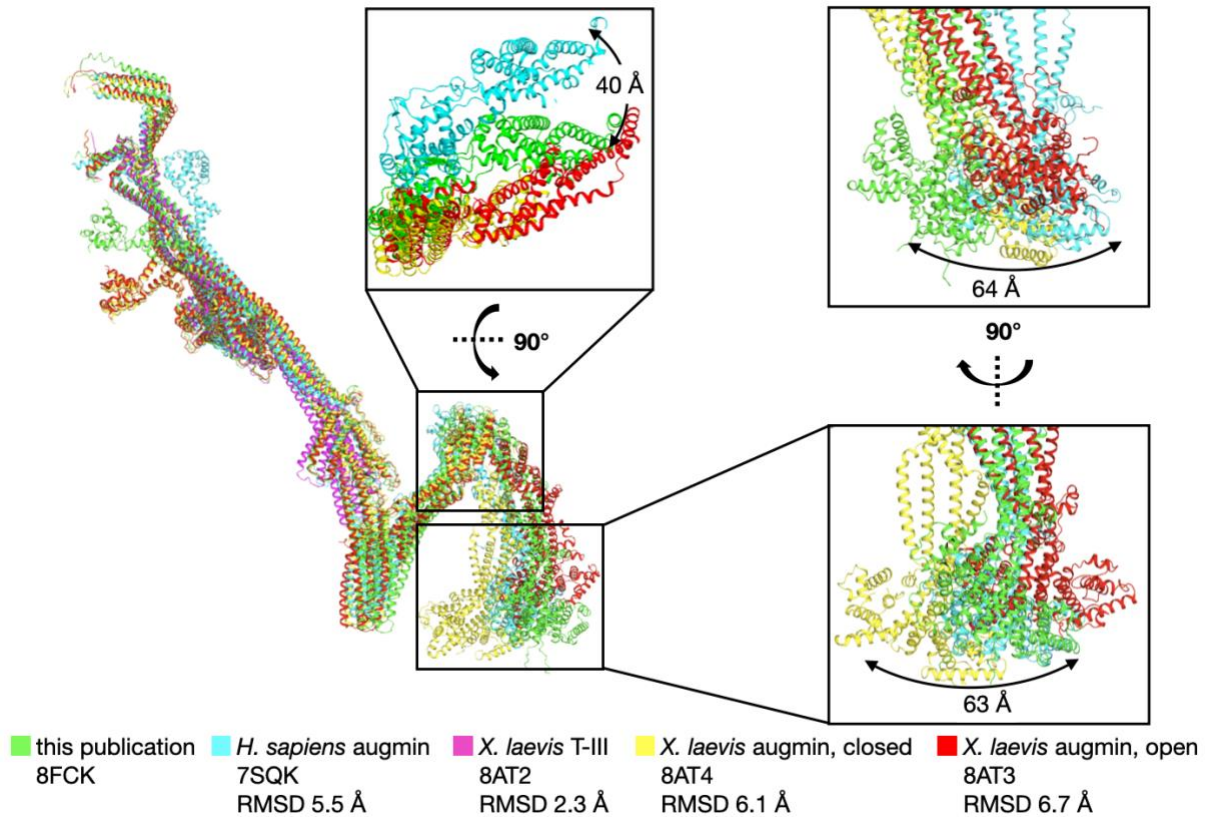 40 Å
64 Å
90°
90°
63 Å
this publication
8FCK
H. sapiens augmin
7SQK
RMSD 5.5 Å
X. laevis T-III
8AT2
RMSD 2.3 Å
X. laevis augmin, closed
8AT4
RMSD 6.1 Å
X. laevis augmin, open
8AT3
RMSD 6.7 Å